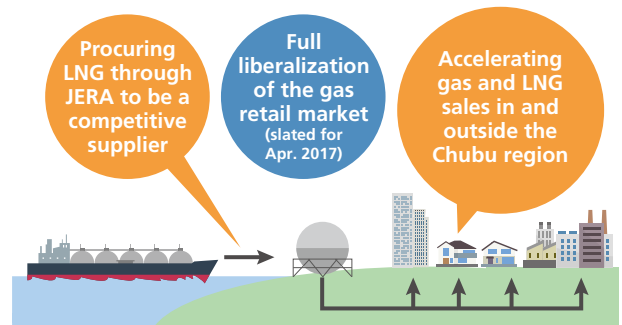 Procuring
LNG through
JERA to be a
competitive
supplier
Full
liberalization
of the gas
retail market
(slated for
Apr. 2017)
Accelerating
gas and LNG
sales in and
outside the
Chubu region